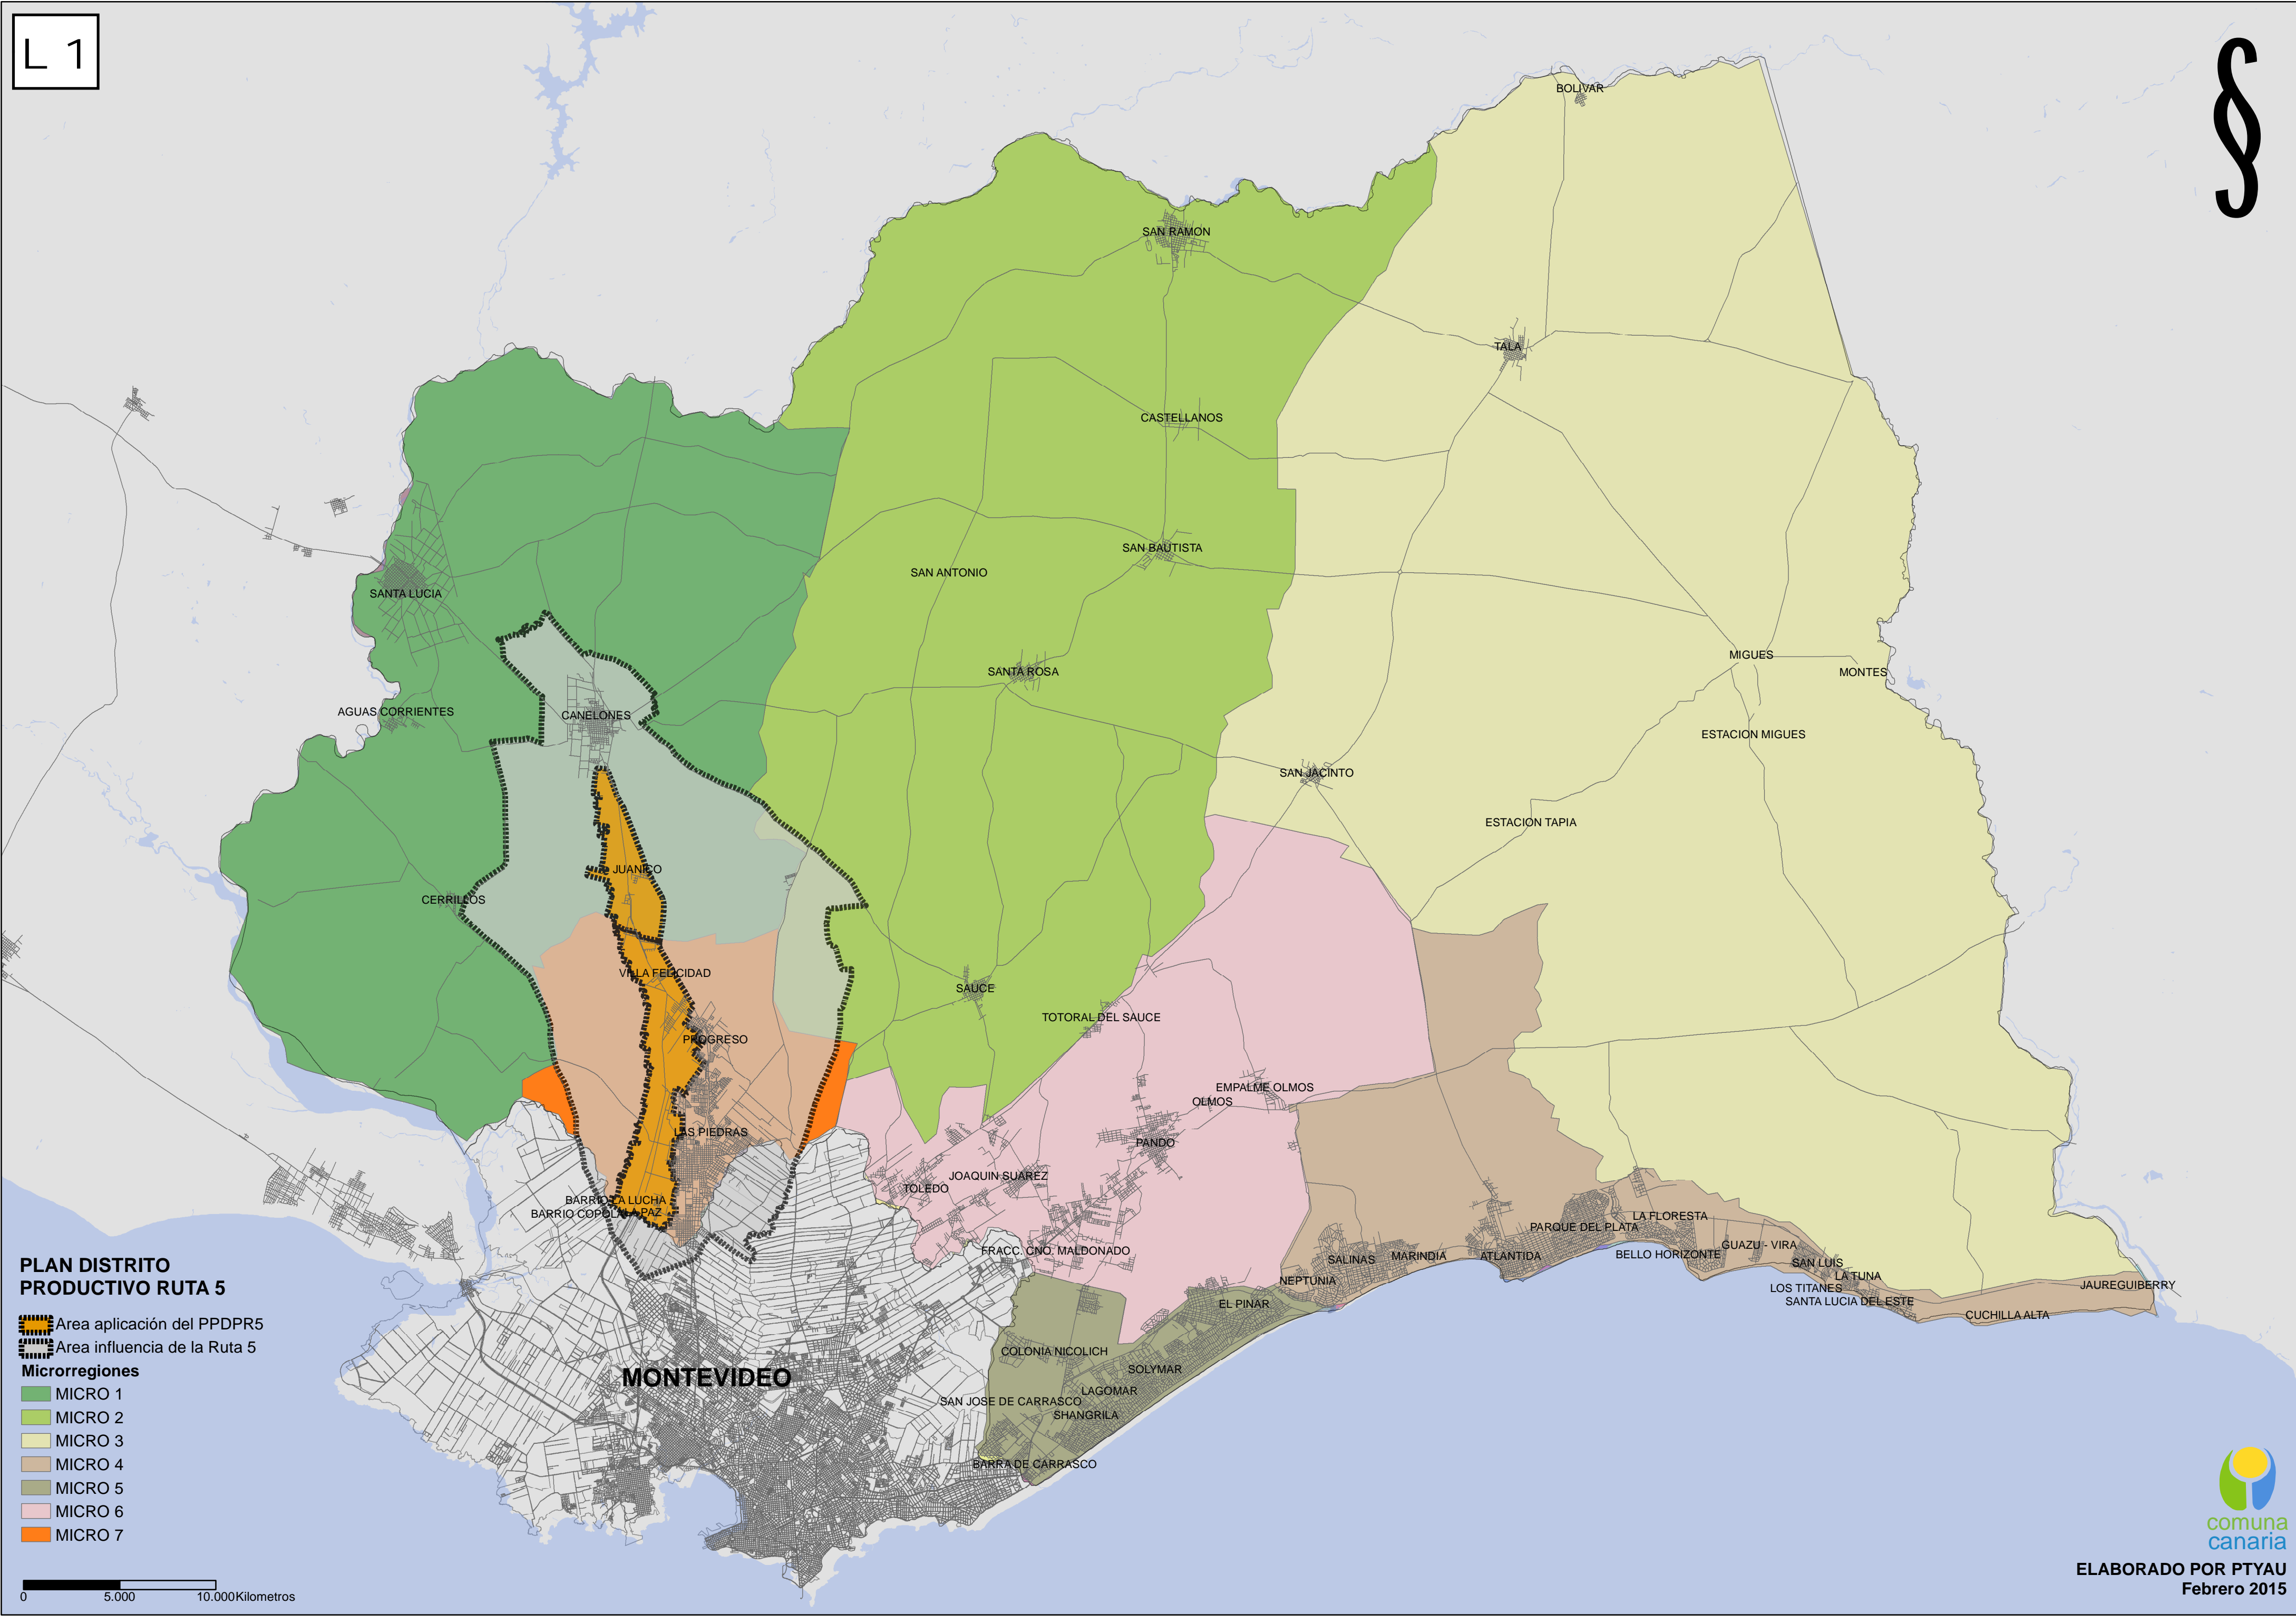 L 1
§
BOLIVAR
SAN RAMON
TALA
CASTELLANOS
SAN BAUTISTA
SAN ANTONIO
SANTA LUCIA
SANTA ROSA
MIGUES
MONTES
AGUAS CORRIENTES
CANELONES
ESTACION MIGUES
SAN JACINTO
ESTACION TAPIA
JUANICO
CERRILLOS
VILLA FELICIDAD
SAUCE
TOTORAL DEL SAUCE
PROGRESO
EMPALME OLMOS
OLMOS
LAS PIEDRAS
PANDO
JOAQUIN SUAREZ
TOLEDO
BARRIO LA LUCHA
BARRIO COPOLA
LA PAZ
LA FLORESTA
PARQUE DEL PLATA
GUAZU - VIRA
FRACC. CNO. MALDONADO
BELLO HORIZONTE
SALINAS
MARINDIA
ATLANTIDA
SAN LUIS
LA TUNA
NEPTUNIA
LOS TITANES
JAUREGUIBERRY
SANTA LUCIA DEL ESTE
EL PINAR
CUCHILLA ALTA
COLONIA NICOLICH
SOLYMAR
MONTEVIDEO
LAGOMAR
SAN JOSE DE CARRASCO
SHANGRILA
BARRA DE CARRASCO
PLAN DISTRITO
PRODUCTIVO RUTA 5
Area aplicación del PPDPR5
Area influencia de la Ruta 5
Microrregiones
MICRO 1
MICRO 2
MICRO 3
MICRO 4
MICRO 5
MICRO 6
MICRO 7
0 5.000 10.000Kilometros
comuna
canaria
ELABORADO POR PTYAU
Febrero 2015